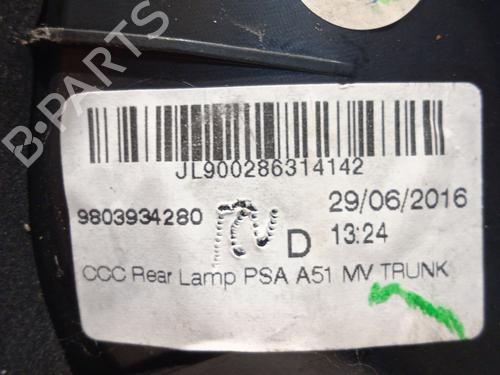 B-PARTS
JL900286314142
9803934280
29/06/2016
D
13:24
CCC Rear Lamp PSA A51 MV TRUNK